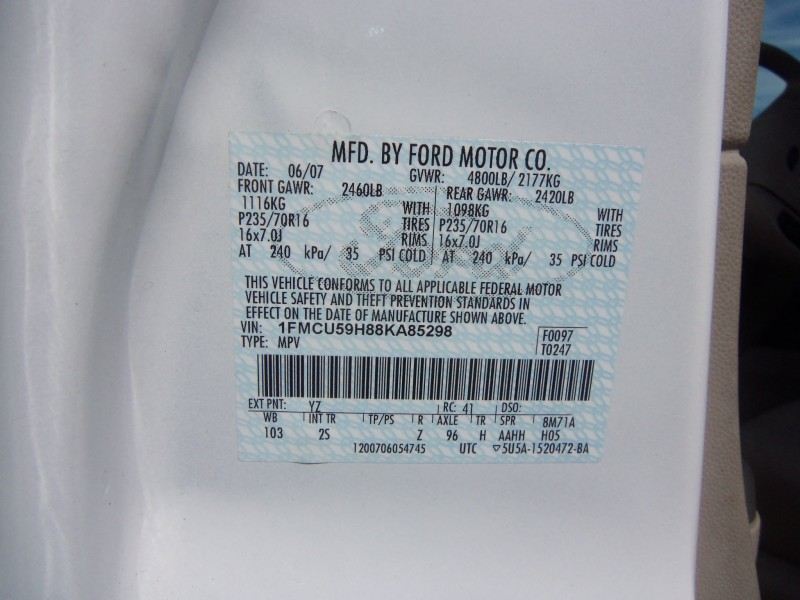 MFD. BY FORD MOTOR CO.
DATE: 06/07 GVWR: 4800LB/ 2177KG
FRONT GAWR: 2460LB REAR GAWR: 2420LB
1116KG WITH 1098KG WITH
P235/70R16 TIRES P235/70R16 TIRES
16x7.0J RIMS 16x7.0J RIMS
AT 240 kPa/ 35 PSI COLD AT 240 kPa/ 35 PSI COLD
Ford
THIS VEHICLE CONFORMS TO ALL APPLICABLE FEDERAL MOTOR
VEHICLE SAFETY AND THEFT PREVENTION STANDARDS IN
EFFECT ON THE DATE OF MANUFACTURE SHOWN ABOVE.
VIN: 1FMCU59H88KA85298 F0097
TYPE: MPV T0247
EXT PNT: YZ RC: 41 DSO:
WB INT TR TP/PS R AXLE TR SPR 8M71A
103 2S Z 96 H AAHH H05
1200706054745 UTC ▽5U5A-1520472-BA